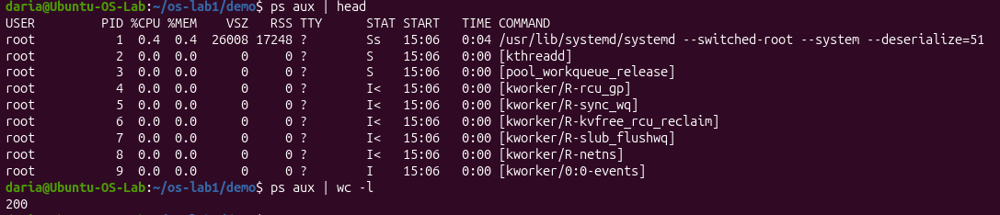 daria@Ubuntu-OS-Lab:~/os-lab1/demo$ ps aux | head
USER         PID %CPU %MEM    VSZ   RSS TTY      STAT START   TIME COMMAND
root           1  0.4  0.4  26008 17248 ?        Ss   15:06   0:04 /usr/lib/systemd/systemd --switched-root --system --deserialize=51
root           2  0.0  0.0      0     0 ?        S    15:06   0:00 [kthreadd]
root           3  0.0  0.0      0     0 ?        S    15:06   0:00 [pool_workqueue_release]
root           4  0.0  0.0      0     0 ?        I<   15:06   0:00 [kworker/R-rcu_gp]
root           5  0.0  0.0      0     0 ?        I<   15:06   0:00 [kworker/R-sync_wq]
root           6  0.0  0.0      0     0 ?        I<   15:06   0:00 [kworker/R-kvfree_rcu_reclaim]
root           7  0.0  0.0      0     0 ?        I<   15:06   0:00 [kworker/R-slub_flushwq]
root           8  0.0  0.0      0     0 ?        I<   15:06   0:00 [kworker/R-netns]
root           9  0.0  0.0      0     0 ?        I    15:06   0:00 [kworker/0:0-events]
daria@Ubuntu-OS-Lab:~/os-lab1/demo$ ps aux | wc -l
200